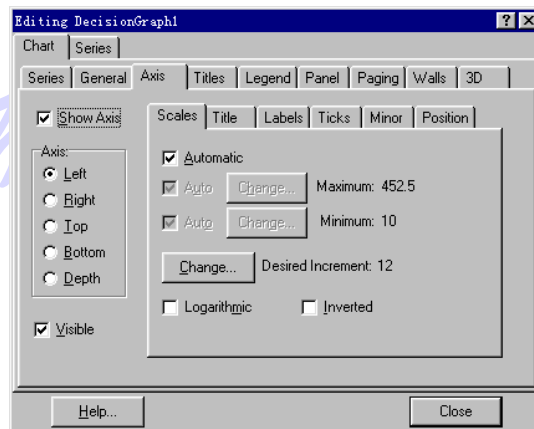 Editing DecisionGraph1
Chart Series
Series General Axis Titles Legend Panel Paging Walls 3D
Show Axis
Scales Title Labels Ticks Minor Position
Axis:
Left
Right
Top
Bottom
Depth
Visible
Automatic
Auto Change... Maximum: 452.5
Auto Change... Minimum: 10
Change... Desired Increment: 12
Logarithmic Inverted
Help... Close